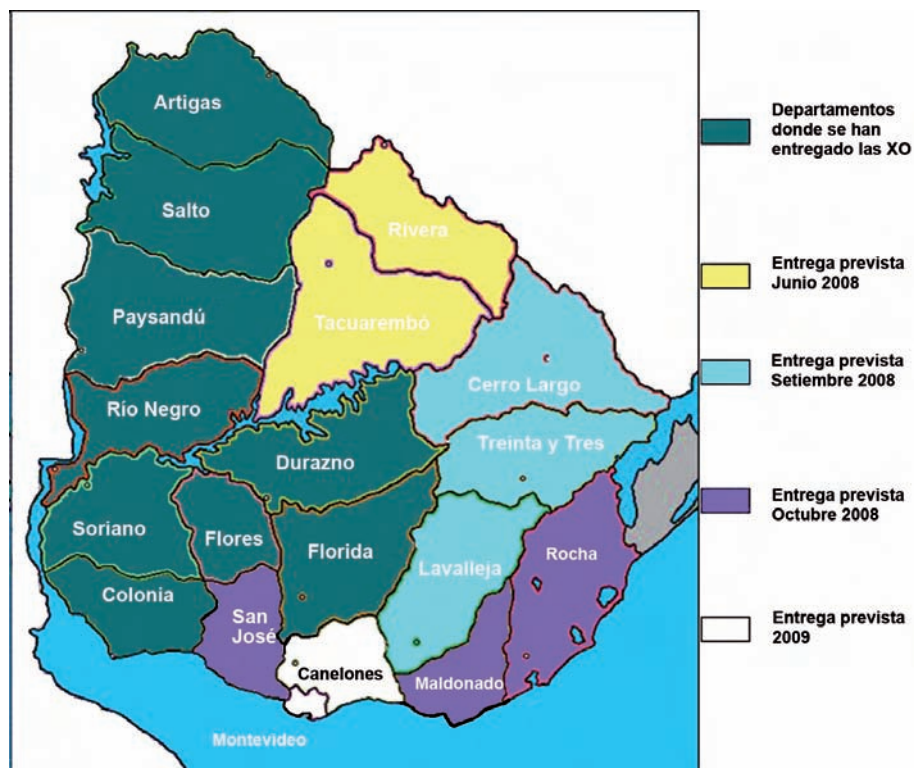 Artigas
Salto
Rivera
Paysandú
Tacuarembó
Río Negro
Cerro Largo
Durazno
Treinta y Tres
Soriano
Flores
Florida
Lavalleja
Rocha
Colonia
San
José
Canelones
Maldonado
Montevideo
Departamentos
donde se han
entregado las XO
Entrega prevista
Junio 2008
Entrega prevista
Setiembre 2008
Entrega prevista
Octubre 2008
Entrega prevista
2009